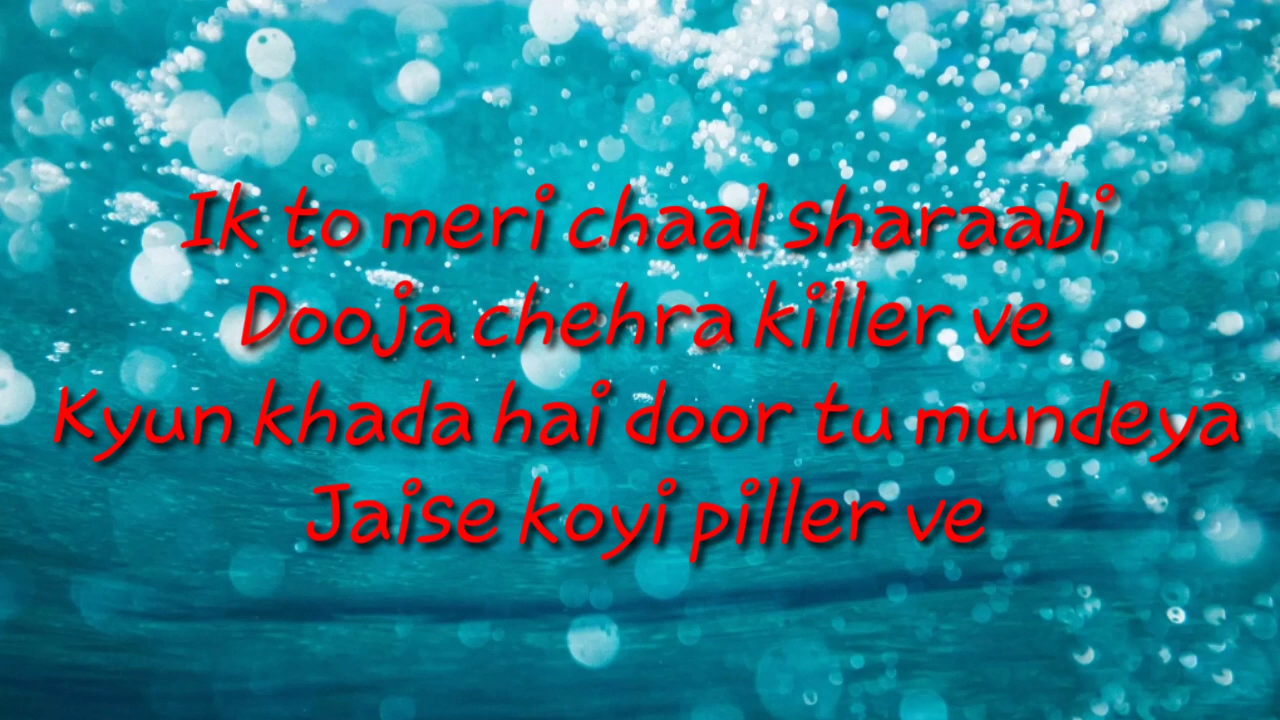 Ik to meri chaal sharaabi
Dooja chehra killer ve
Kyun khada hai door tu mundeya
Jaise koyi piller ve